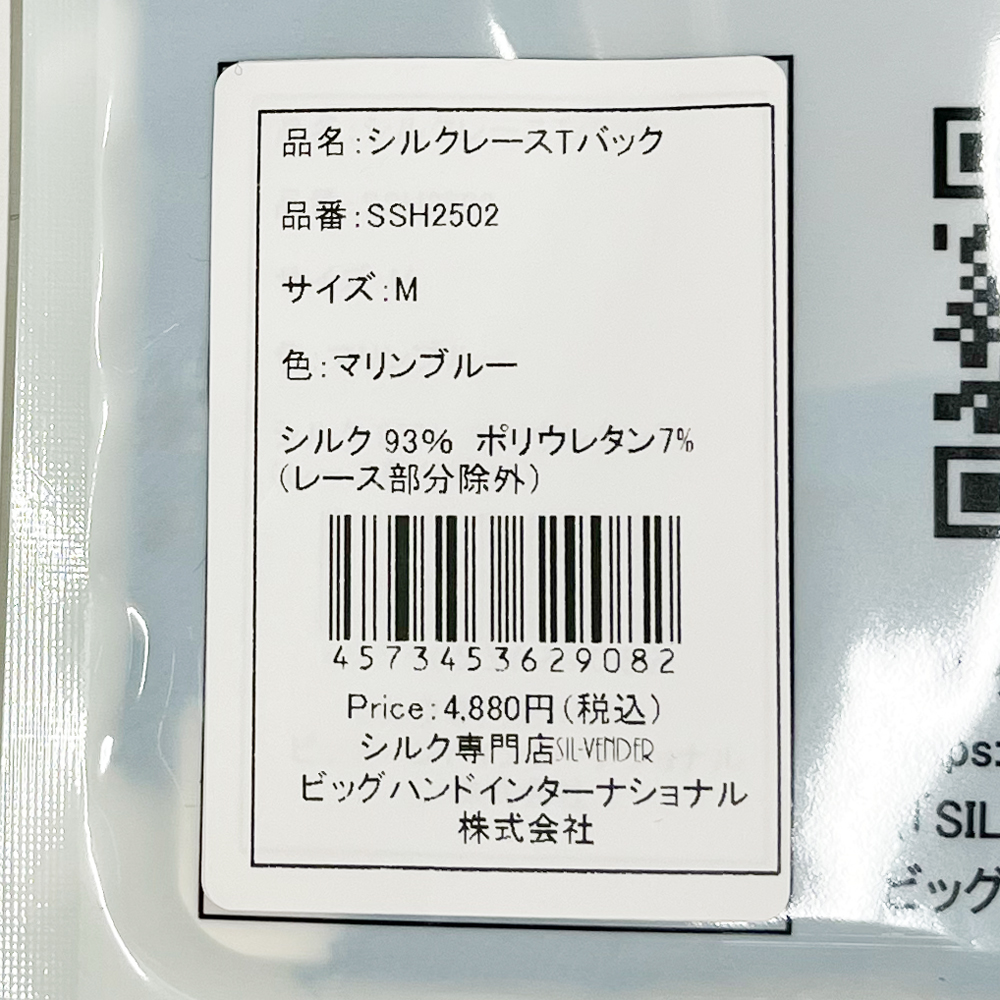 品名:シルクレースTバック
品番:SSH2502
サイズ:M
色:マリンブルー
シルク 93% ポリウレタン7%
(レース部分除外)
4573453629082
Price:4,880円(税込)
シルク専門店SIL-VENDER
ビッグハンドインターナショナル
株式会社
ps:
SIL
ビッグ